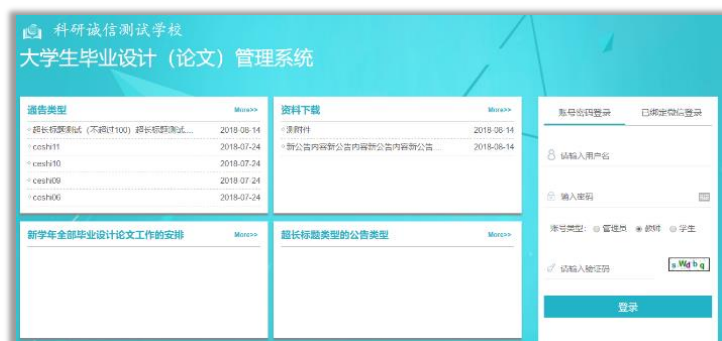 科研诚信测试学校
大学生毕业设计（论文）管理系统
通告类型 More>>
超长标题测试（不超过100）超长标题测试... 2018-08-14
ceshi11 2018-07-24
ceshi10 2018-07-24
ceshi09 2018-07-24
ceshi06 2018-07-24
资料下载 More>>
测附件 2018-08-14
新公告内容新公告内容新公告内容新公告... 2018-08-14
新学年全部毕业设计论文工作的安排 More>>
超长标题类型的公告类型 More>>
账号密码登录 已绑定微信登录
请输入用户名
输入密码
账号类型： 管理员 教师 学生
请输入验证码
登录